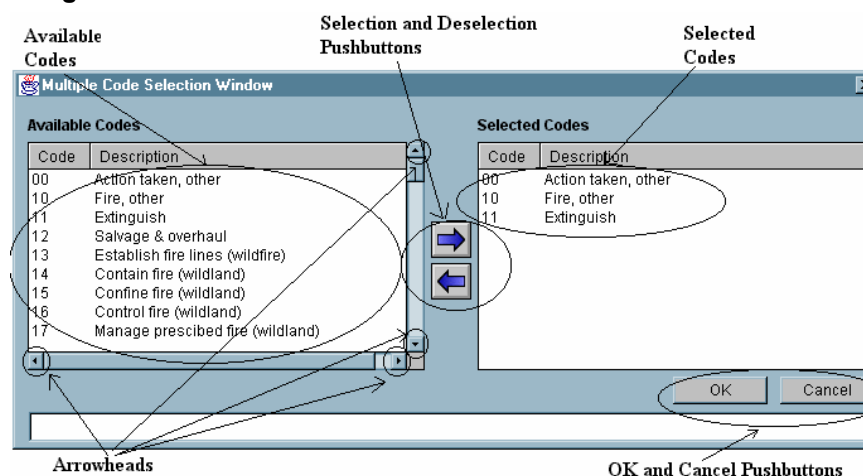 Selection and Deselection
Pushbuttons
Available
Codes
Selected
Codes
Multiple Code Selection Window
Available Codes
Selected Codes
Code Description
00 Action taken, other
10 Fire, other
11 Extinguish
12 Salvage & overhaul
13 Establish fire lines (wildfire)
14 Contain fire (wildland)
15 Confine fire (wildland)
16 Control fire (wildland)
17 Manage prescibed fire (wildland)
Code Description
00 Action taken, other
10 Fire, other
11 Extinguish
OK Cancel
Arrowheads
OK and Cancel Pushbuttons